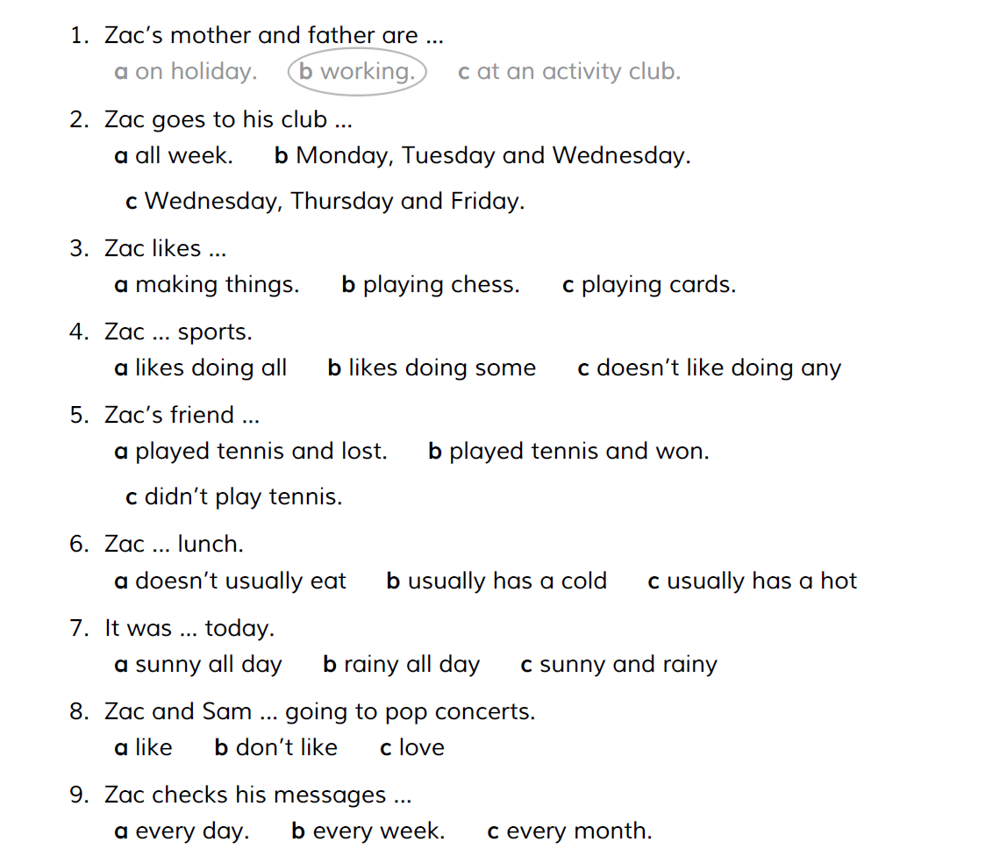 1. Zac’s mother and father are ...
a on holiday. b working. c at an activity club.
2. Zac goes to his club ...
a all week. b Monday, Tuesday and Wednesday.
c Wednesday, Thursday and Friday.
3. Zac likes ...
a making things. b playing chess. c playing cards.
4. Zac ... sports.
a likes doing all b likes doing some c doesn’t like doing any
5. Zac’s friend ...
a played tennis and lost. b played tennis and won.
c didn’t play tennis.
6. Zac ... lunch.
a doesn’t usually eat b usually has a cold c usually has a hot
7. It was ... today.
a sunny all day b rainy all day c sunny and rainy
8. Zac and Sam ... going to pop concerts.
a like b don’t like c love
9. Zac checks his messages ...
a every day. b every week. c every month.